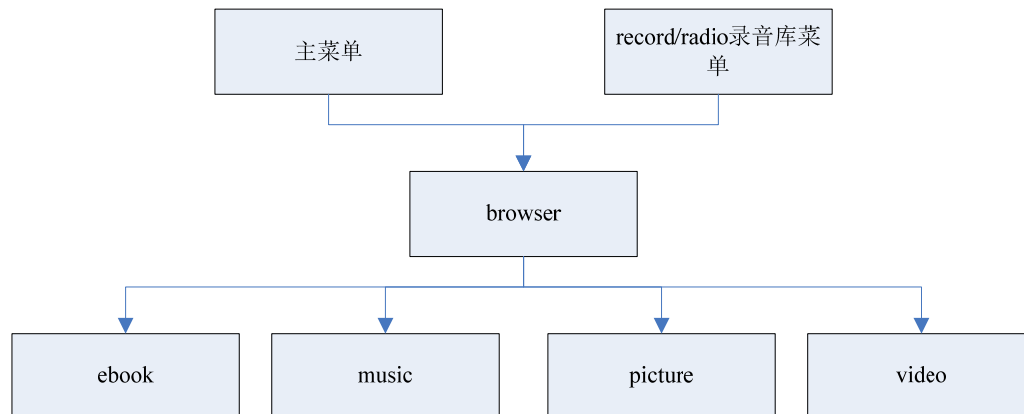 主菜单
record/radio录音库菜
单
browser
ebook
music
picture
video